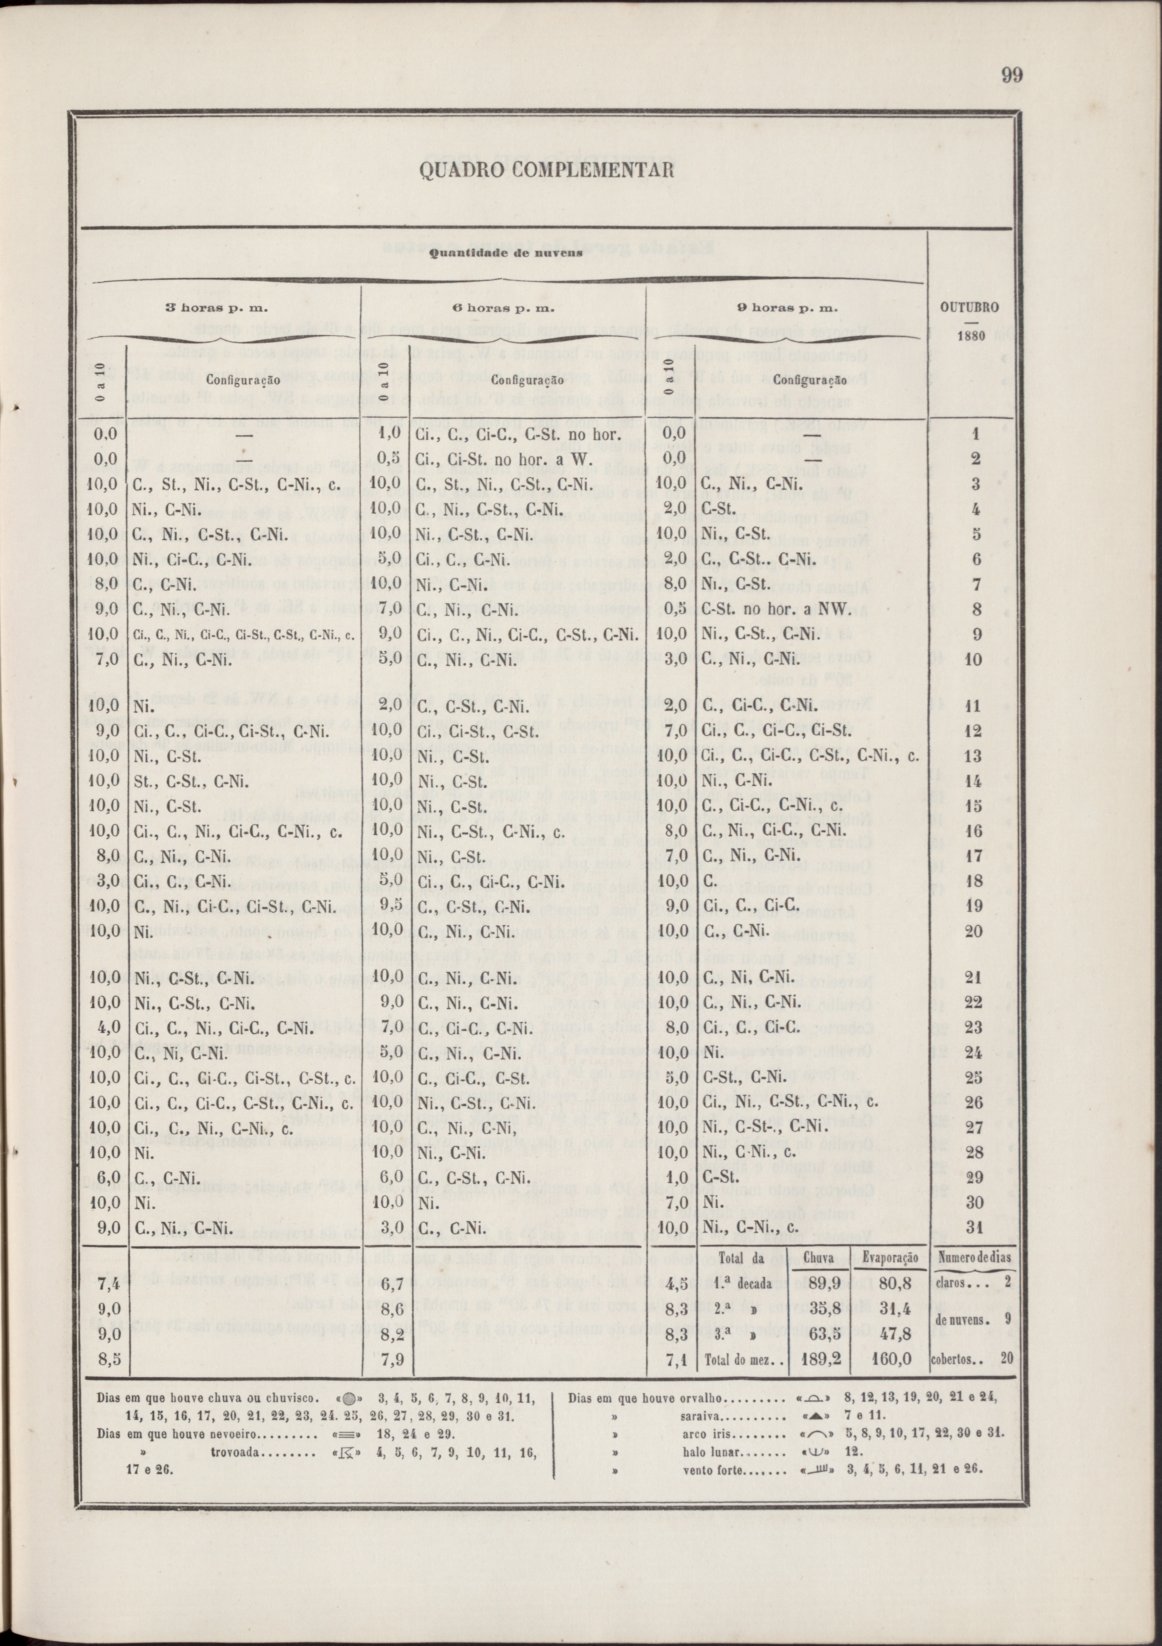 99
QUADRO COMPLEMENTAR
Quantidade de nuvens
3 horas p. m. 6 horas p. m. 9 horas p. m. OUTUBRO
—
1880
0 a 10 Configuração 0 a 10 Configuração 0 a 10 Configuração
0,0 — 1,0 Ci., C., Ci-C., C-St. no hor. 0,0 — 1
0,0 — 0,5 Ci., Ci-St. no hor. a W. 0,0 — 2
10,0 C., St., Ni., C-St., C-Ni., c. 10,0 C., St., Ni., C-St., C-Ni. 10,0 C., Ni., C-Ni. 3
10,0 Ni., C-Ni. 10,0 C., Ni., C-St., C-Ni. 2,0 C-St. 4
10,0 C., Ni., C-St., C-Ni. 10,0 Ni., C-St., C-Ni. 10,0 Ni., C-St. 5
10,0 Ni., Ci-C., C-Ni. 5,0 Ci., C., C-Ni. 2,0 C., C-St.. C-Ni. 6
8,0 C., C-Ni. 10,0 Ni., C-Ni. 8,0 Ni., C-St. 7
9,0 C., Ni., C-Ni. 7,0 C., Ni., C-Ni. 0,5 C-St. no hor. a NW. 8
10,0 Ci., C., Ni., Ci-C., Ci-St., C-St., C-Ni., c. 9,0 Ci., C., Ni., Ci-C., C-St., C-Ni. 10,0 Ni., C-St., C-Ni. 9
7,0 C., Ni., C-Ni. 5,0 C., Ni., C-Ni. 3,0 C., Ni., C-Ni. 10
10,0 Ni. 2,0 C., C-St., C-Ni. 2,0 C., Ci-C., C-Ni. 11
9,0 Ci., C., Ci-C., Ci-St., C-Ni. 10,0 Ci., Ci-St., C-St. 7,0 Ci., C., Ci-C., Ci-St. 12
10,0 Ni., C-St. 10,0 Ni., C-St. 10,0 Ci., C., Ci-C., C-St., C-Ni., c. 13
10,0 St., C-St., C-Ni. 10,0 Ni., C-St. 10,0 Ni., C-Ni. 14
10,0 Ni., C-St. 10,0 Ni., C-St. 10,0 C., Ci-C., C-Ni., c. 15
10,0 Ci., C., Ni., Ci-C., C-Ni., c. 10,0 Ni., C-St., C-Ni., c. 8,0 C., Ni., Ci-C., C-Ni. 16
8,0 C., Ni., C-Ni. 10,0 Ni., C-St. 7,0 C., Ni., C-Ni. 17
3,0 Ci., C., C-Ni. 5,0 Ci., C., Ci-C., C-Ni. 10,0 C. 18
10,0 C., Ni., Ci-C., Ci-St., C-Ni. 9,5 C., C-St., C-Ni. 9,0 Ci., C., Ci-C. 19
10,0 Ni. 10,0 C., Ni., C-Ni. 10,0 C., C-Ni. 20
10,0 Ni., C-St., C-Ni. 10,0 C., Ni., C-Ni. 10,0 C., Ni, C-Ni. 21
10,0 Ni., C-St., C-Ni. 9,0 C., Ni., C-Ni. 10,0 C., Ni., C-Ni. 22
4,0 Ci., C., Ni., Ci-C., C-Ni. 7,0 C., Ci-C., C-Ni. 8,0 Ci., C., Ci-C. 23
10,0 C., Ni, C-Ni. 5,0 C., Ni., C-Ni. 10,0 Ni. 24
10,0 Ci., C., Ci-C., Ci-St., C-St., c. 10,0 C., Ci-C., C-St. 5,0 C-St., C-Ni. 25
10,0 Ci., C., Ci-C., C-St., C-Ni., c. 10,0 Ni., C-St., C-Ni. 10,0 Ci., Ni., C-St., C-Ni., c. 26
10,0 Ci., C., Ni., C-Ni., c. 10,0 C., Ni., C-Ni, 10,0 Ni., C-St-., C-Ni. 27
10,0 Ni. 10,0 Ni., C-Ni. 10,0 Ni., C-Ni., c. 28
6,0 C., C-Ni. 6,0 C., C-St., C-Ni. 1,0 C-St. 29
10,0 Ni. 10,0 Ni. 7,0 Ni. 30
9,0 C., Ni., C-Ni. 3,0 C., C-Ni. 10,0 Ni., C-Ni., c. 31
Total da Chuva Evaporação Numero de dias
7,4 6,7 4,5 1.ª decada 89,9 80,8 claros... 2
9,0 8,6 8,3 2.ª » 35,8 31,4
de nuvens. 9
9,0 8,2 8,3 3.ª » 63,5 47,8
8,5 7,9 7,1 Total do mez.. 189,2 160,0 cobertos.. 20
Dias em que houve chuva ou chuvisco. «» 3, 4, 5, 6, 7, 8, 9, 10, 11,
14, 15, 16, 17, 20, 21, 22, 23, 24. 25, 26, 27, 28, 29, 30 e 31.
Dias em que houve nevoeiro......... «» 18, 24 e 29.
» trovoada........ «» 4, 5, 6, 7, 9, 10, 11, 16,
17 e 26.
Dias em que houve orvalho......... «» 8, 12, 13, 19, 20, 21 e 24,
» saraiva.......... «» 7 e 11.
» arco iris........ «» 5, 8, 9, 10, 17, 22, 30 e 31.
» halo lunar....... «» 12.
» vento forte....... «» 3, 4, 5, 6, 11, 21 e 26.